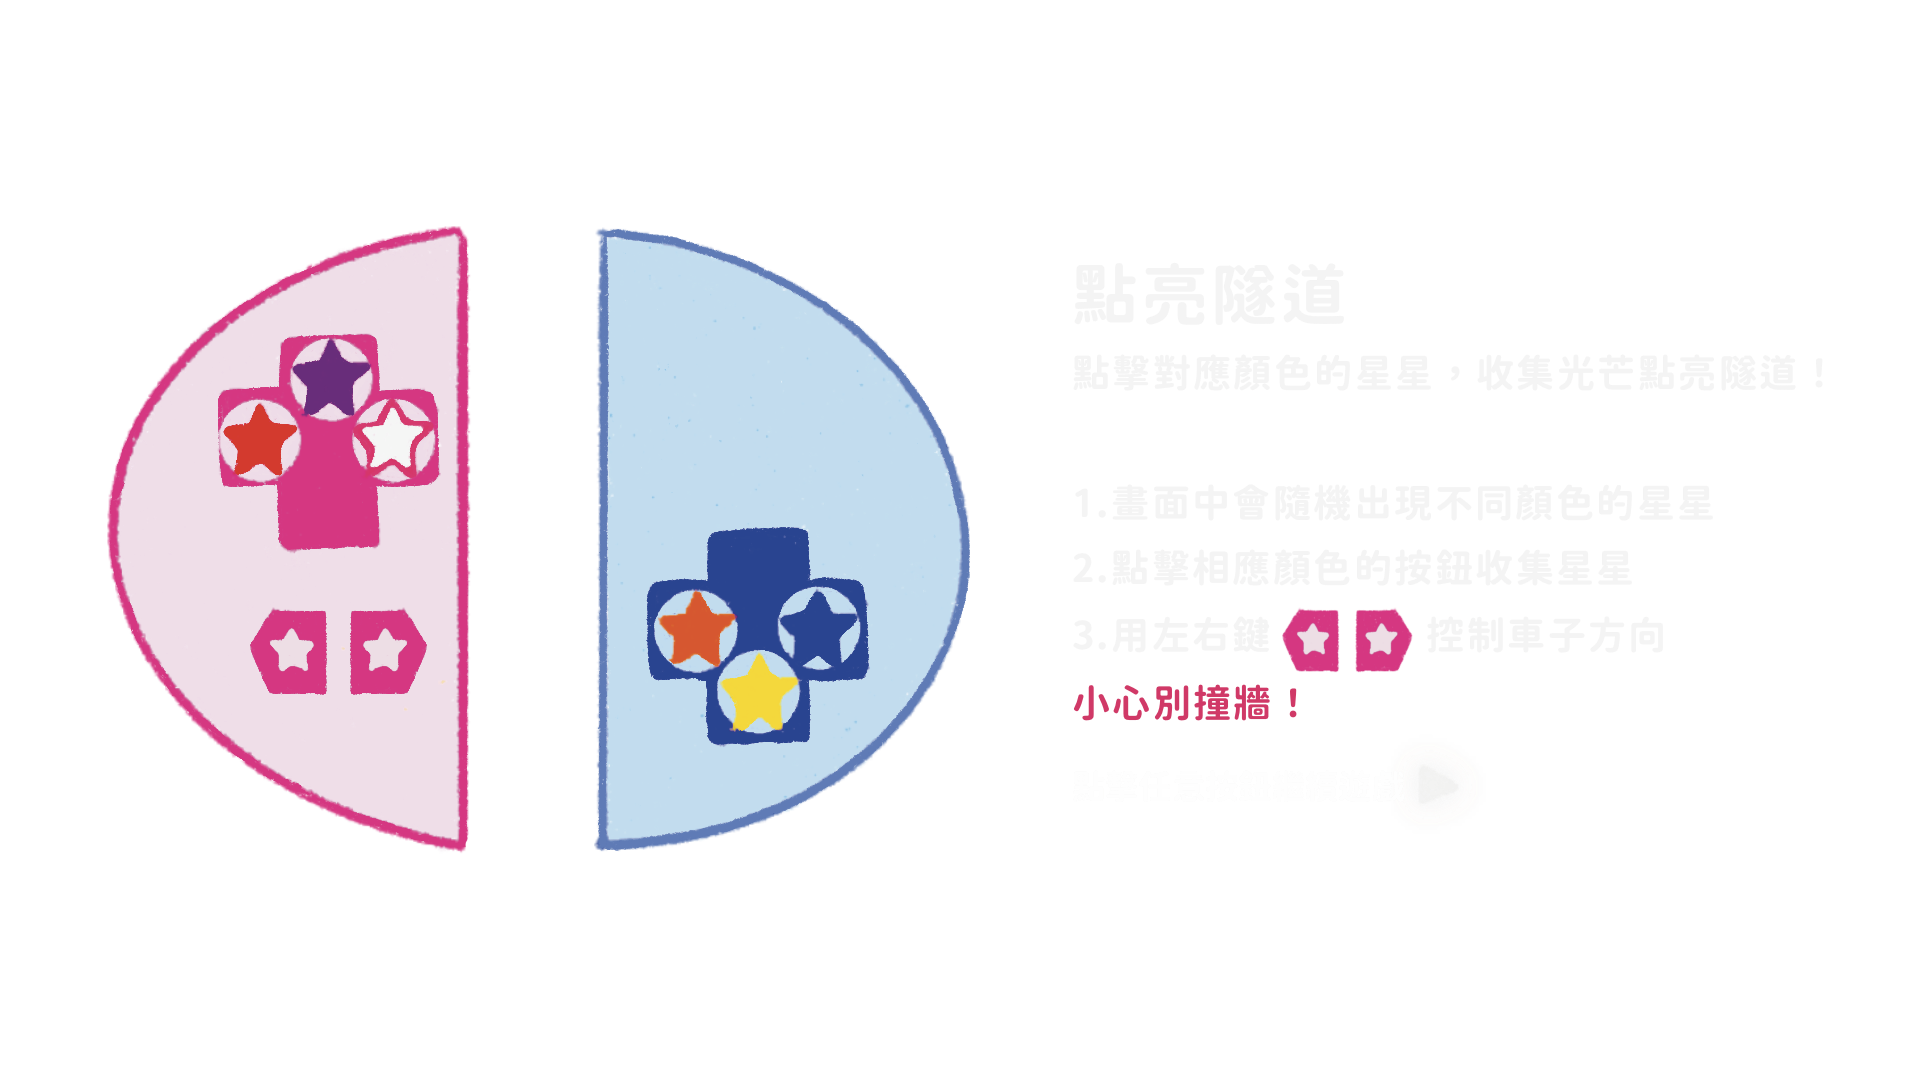 點亮隧道
點擊對應顏色的星星，收集光芒點亮隧道！
1.畫面中會隨機出現不同顏色的星星
2.點擊相應顏色的按鈕收集星星
3.用左右鍵 控制車子方向
小心別撞牆！